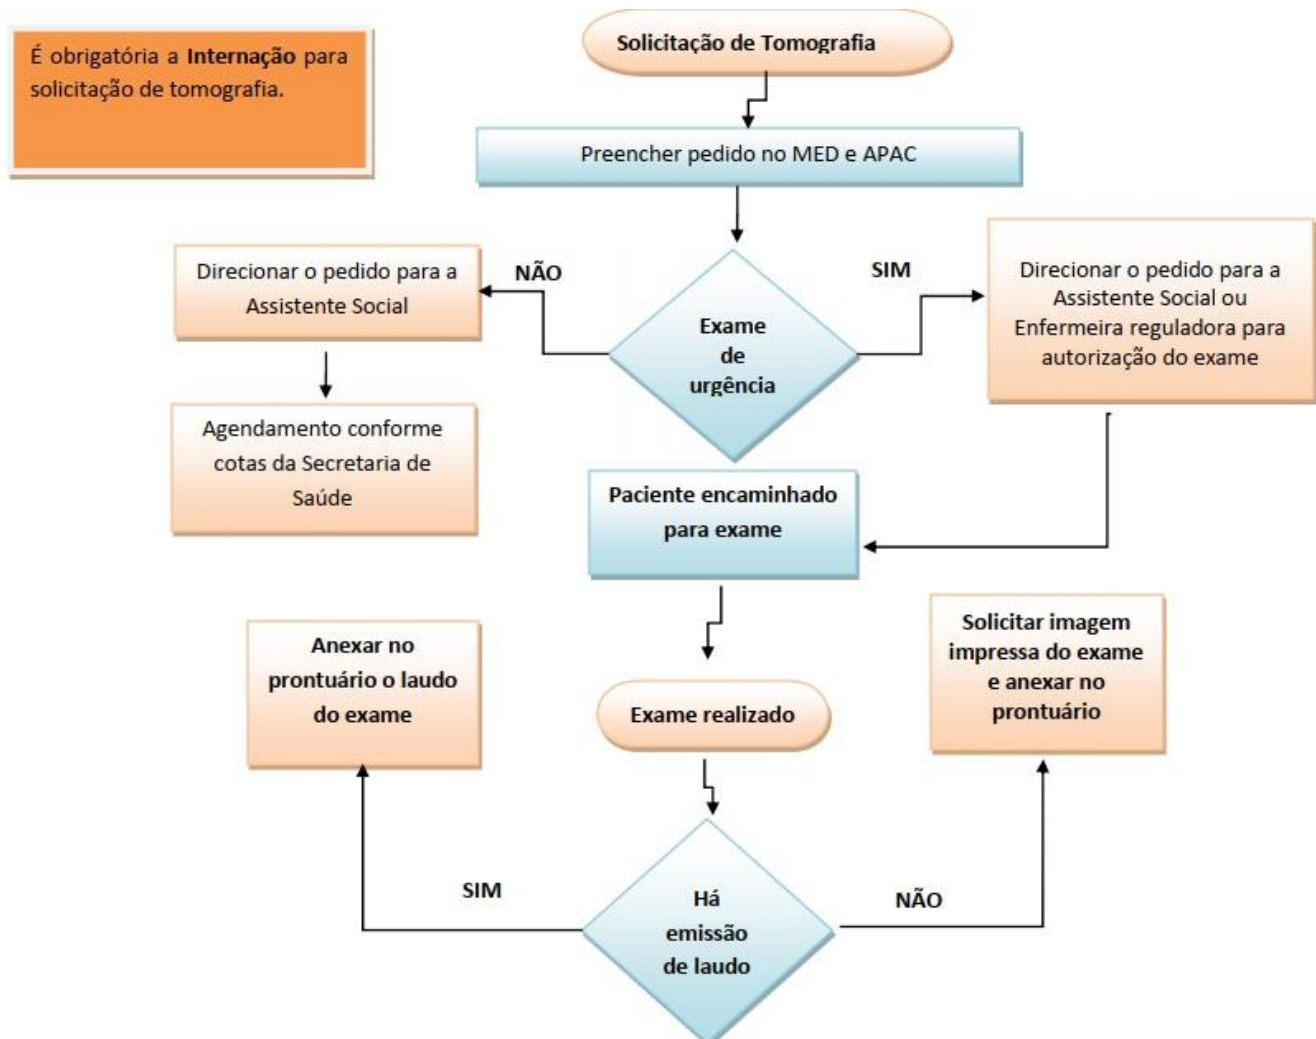 É obrigatória a Internação para
solicitação de tomografia.
Solicitação de Tomografia
Preencher pedido no MED e APAC
Direcionar o pedido para a
Assistente Social
NÃO
SIM
Exame
de
urgência
Direcionar o pedido para a
Assistente Social ou
Enfermeira reguladora para
autorização do exame
Agendamento conforme
cotas da Secretaria de
Saúde
Paciente encaminhado
para exame
Anexar no
prontuário o laudo
do exame
Exame realizado
Solicitar imagem
impressa do exame
e anexar no
prontuário
SIM
NÃO
Há
emissão
de laudo